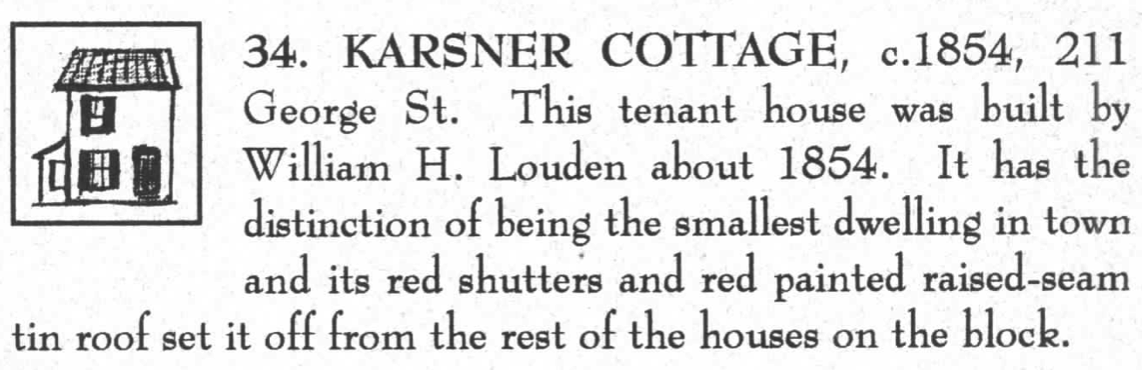 34. KARSNER COTTAGE, c.1854, 211
George St. This tenant house was built by
William H. Louden about 1854. It has the
distinction of being the smallest dwelling in town
and its red shutters and red painted raised-seam
tin roof set it off from the rest of the houses on the block.